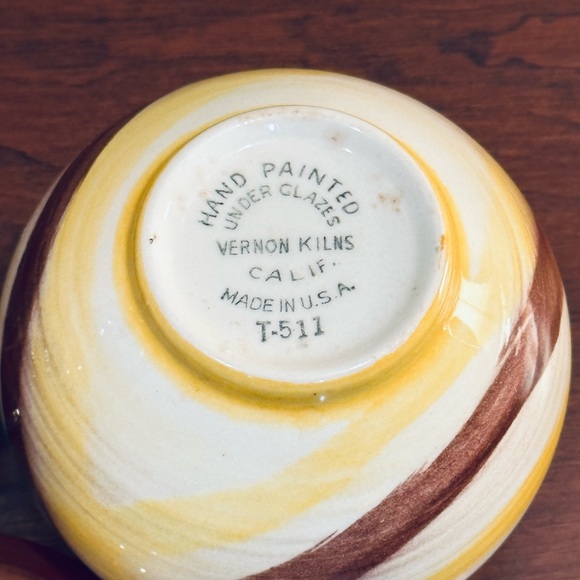 HAND PAINTED
UNDER GLAZES
VERNON KILNS
CALIF.
MADE IN U.S.A.
T-511